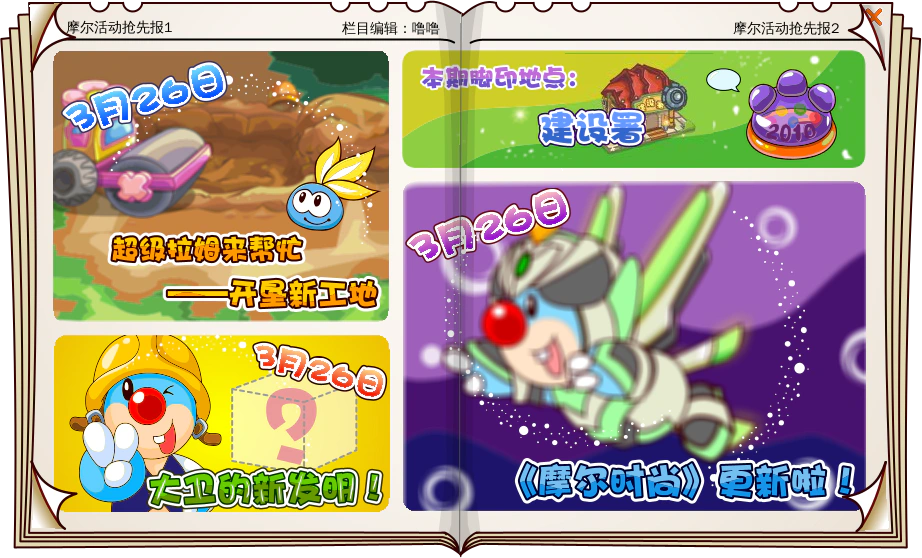 摩尔活动抢先报1
栏目编辑：噜噜
摩尔活动抢先报2
3月26日
超级拉姆来帮忙
——开垦新工地
3月26日
?
大卫的新发明！
本期脚印地点：
建设署
2010
3月26日
《摩尔时尚》更新啦！